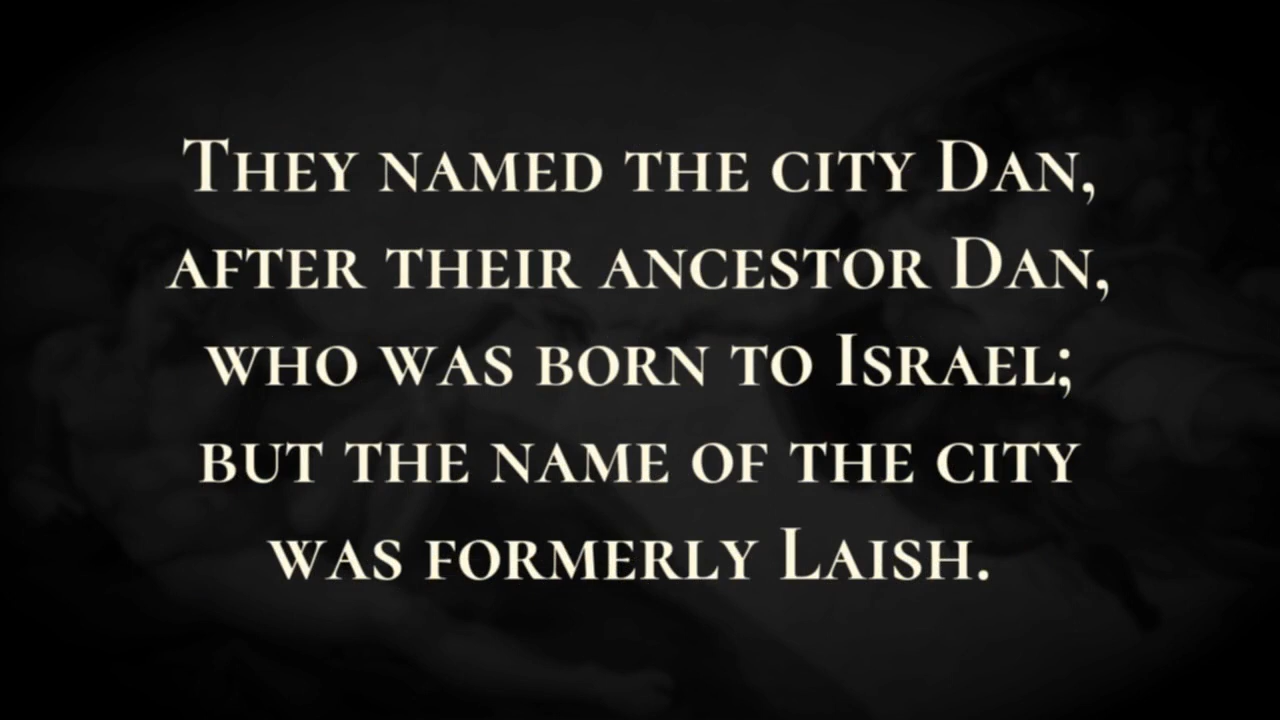 They named the city Dan,
after their ancestor Dan,
who was born to Israel;
but the name of the city
was formerly Laish.